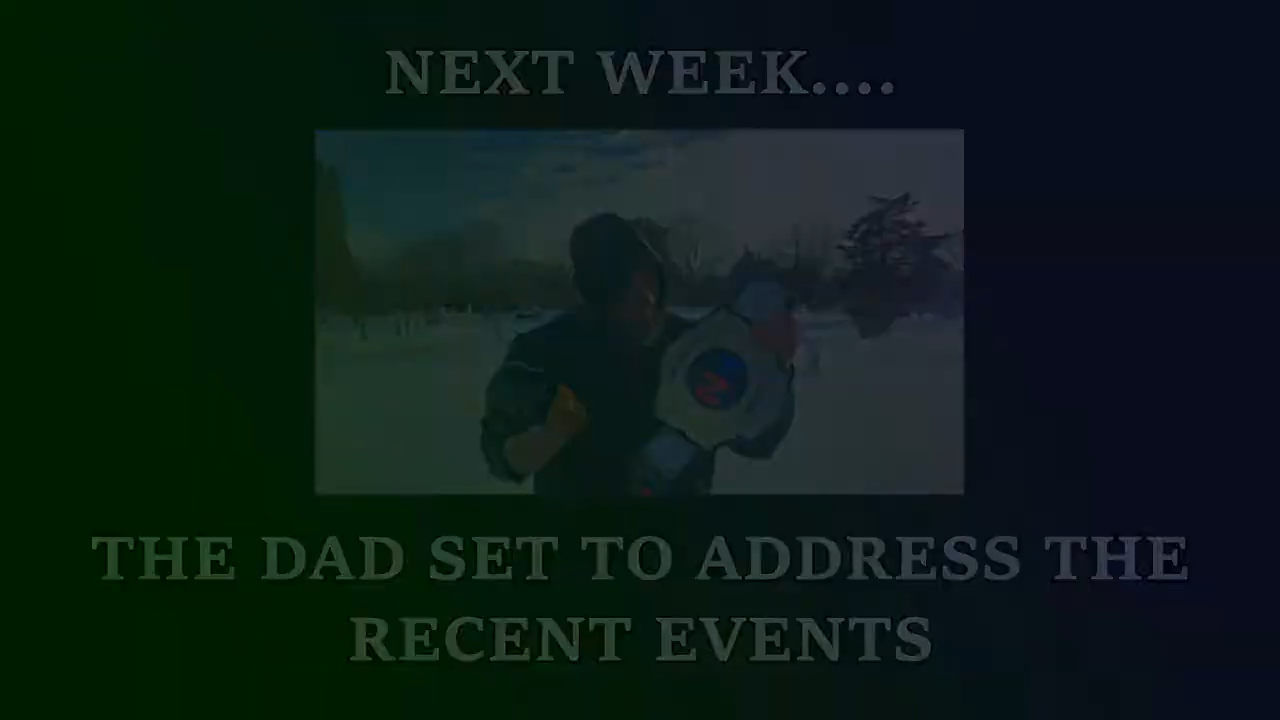 NEXT WEEK....
THE DAD SET TO ADDRESS THE
RECENT EVENTS